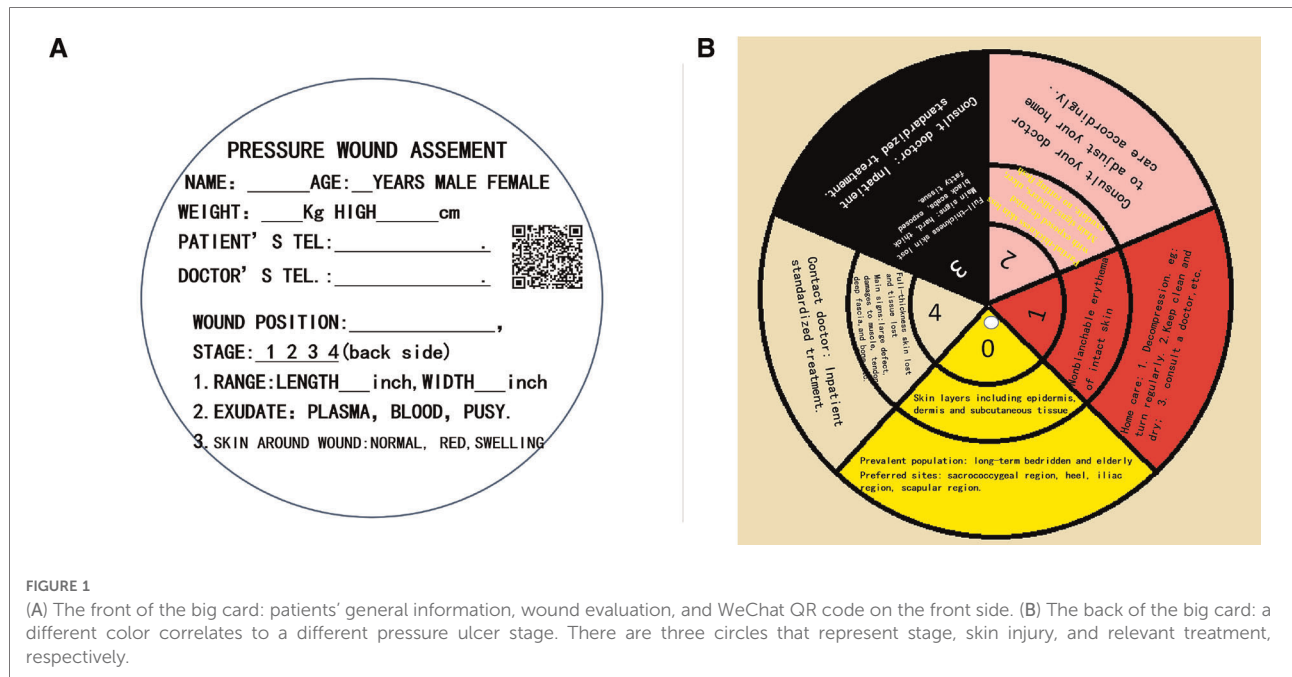 A
PRESSURE WOUND ASSEMENT
NAME: ______AGE:__YEARS MALE FEMALE
WEIGHT: ____Kg HIGH______cm
PATIENT' S TEL:_______________.
DOCTOR' S TEL.:_______________.
WOUND POSITION:______________,
STAGE: 1 2 3 4(back side)
1. RANGE:LENGTH___inch, WIDTH___inch
2. EXUDATE: PLASMA, BLOOD, PUSY.
3. SKIN AROUND WOUND:NORMAL, RED, SWELLING
B
Consult doctor: Inpatient
standardized treatment.
Full-thickness skin lost
Main signs: hard, thick
black scabs, exposed
fatty tissue.
3
Consult your doctor
to adjust your home
care accordingly..
2
Home care: 1. Decompression. eg:
turn regularly. 2.Keep clean and
dry; 3. consult a doctor,etc.
Nonblanchable erythema
of intact skin
1
Contact doctor: Inpatient
standardized treatment.
Full-thickness skin lost
and tissue lost
Main signs:large defect,
damages to muscle, tendon
deep fascia,and bone
4
0
Skin layers including epidermis,
dermis and subcutaneous tissue
Prevalent population: long-term bedridden and elderly
Preferred sites: sacrococcygeal region, heel, iliac
region, scapular region.
FIGURE 1
(A) The front of the big card: patients' general information, wound evaluation, and WeChat QR code on the front side. (B) The back of the big card: a
different color correlates to a different pressure ulcer stage. There are three circles that represent stage, skin injury, and relevant treatment,
respectively.